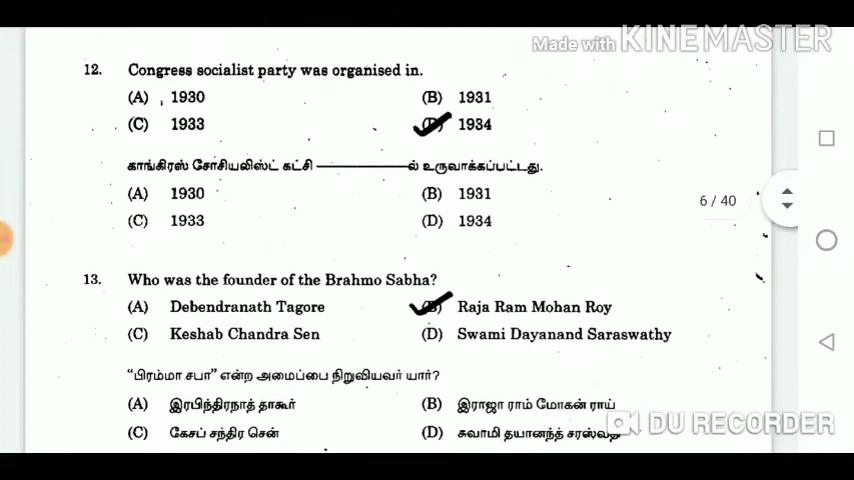 Made with KINEMASTER
12. Congress socialist party was organised in.
(A) 1930 (B) 1931
(C) 1933 (D) 1934
காங்கிரஸ் சோசியலிஸ்ட் கட்சி ————ல் உருவாக்கப்பட்டது.
(A) 1930 (B) 1931
(C) 1933 (D) 1934
6 / 40
13. Who was the founder of the Brahmo Sabha?
(A) Debendranath Tagore (B) Raja Ram Mohan Roy
(C) Keshab Chandra Sen (D) Swami Dayanand Saraswathy
“பிரம்மா சபா” என்ற அமைப்பை நிறுவியவர் யார்?
(A) இரபிந்திரநாத் தாகூர் (B) இராஜா ராம் மோகன் ராய்
(C) கேசப் சந்திர சென் (D) சுவாமி தயானந்த் சரஸ்வதி
DU RECORDER